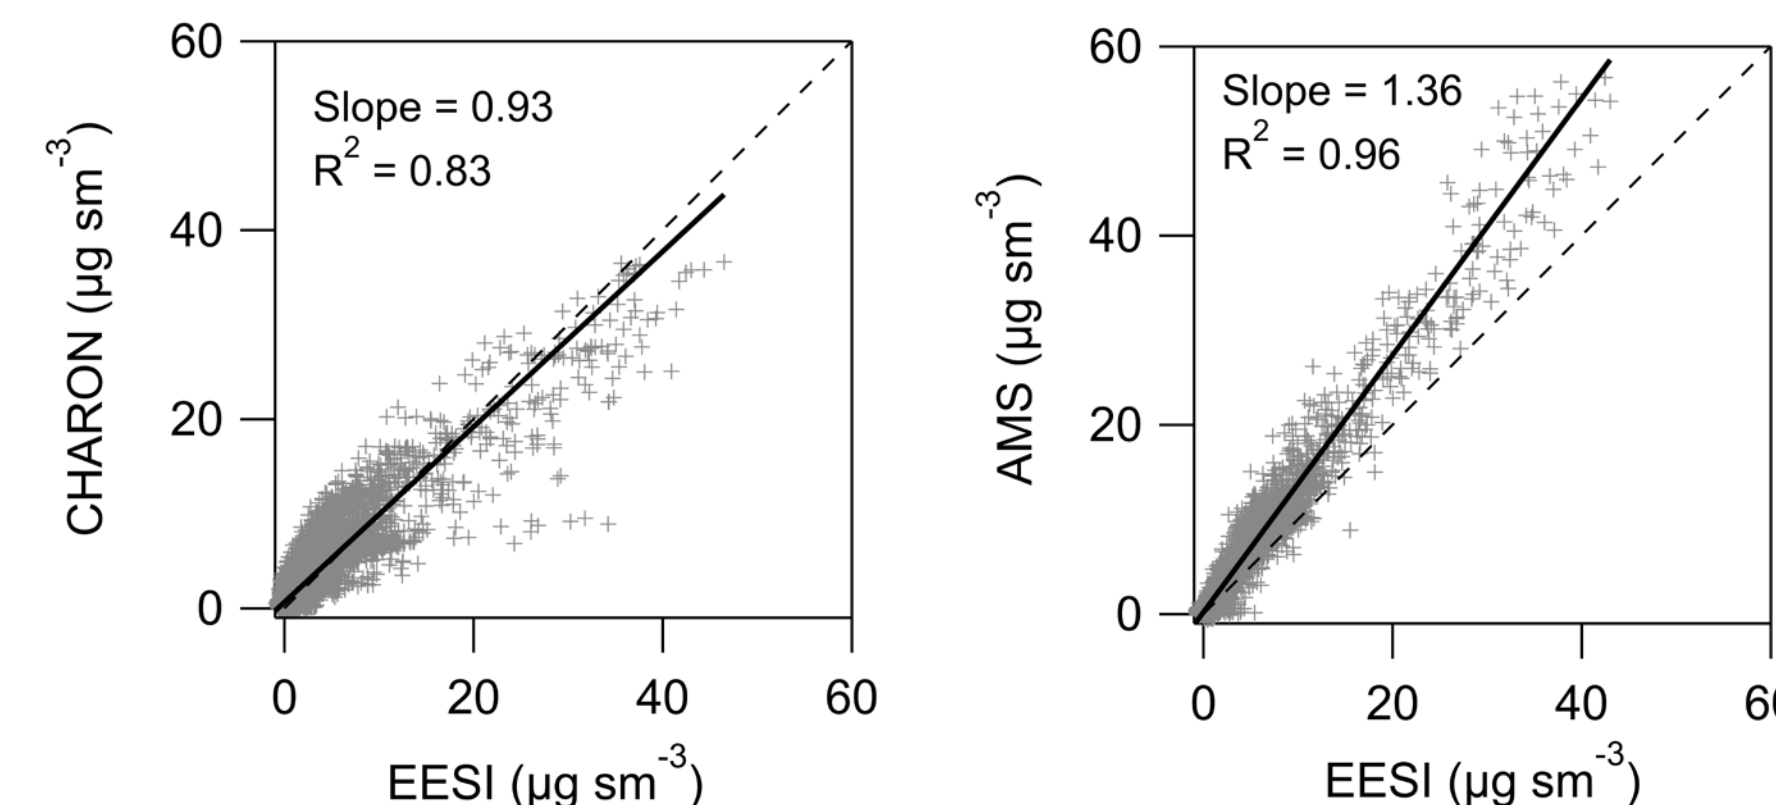 60
40
20
0
CHARON (µg sm-3)
Slope = 0.93
R2 = 0.83
0 20 40 60
EESI (µg sm-3)
60
40
20
0
AMS (µg sm-3)
Slope = 1.36
R2 = 0.96
0 20 40 60
EESI (µg sm-3)